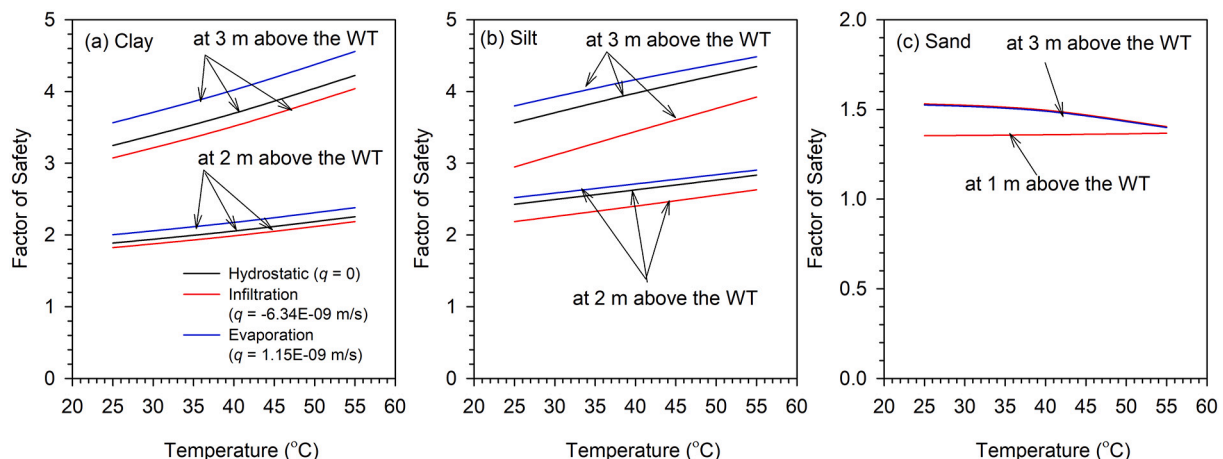 (a) Clay
at 3 m above the WT
at 2 m above the WT
Hydrostatic (q = 0)
Infiltration
(q = -6.34E-09 m/s)
Evaporation
(q = 1.15E-09 m/s)
Factor of Safety
5
4
3
2
1
0
20 25 30 35 40 45 50 55 60
Temperature (°C)
(b) Silt
at 3 m above the WT
at 2 m above the WT
Factor of Safety
5
4
3
2
1
0
20 25 30 35 40 45 50 55 60
Temperature (°C)
(c) Sand
at 3 m above the WT
at 1 m above the WT
Factor of Safety
2.0
1.5
1.0
0.5
0.0
20 25 30 35 40 45 50 55 60
Temperature (°C)